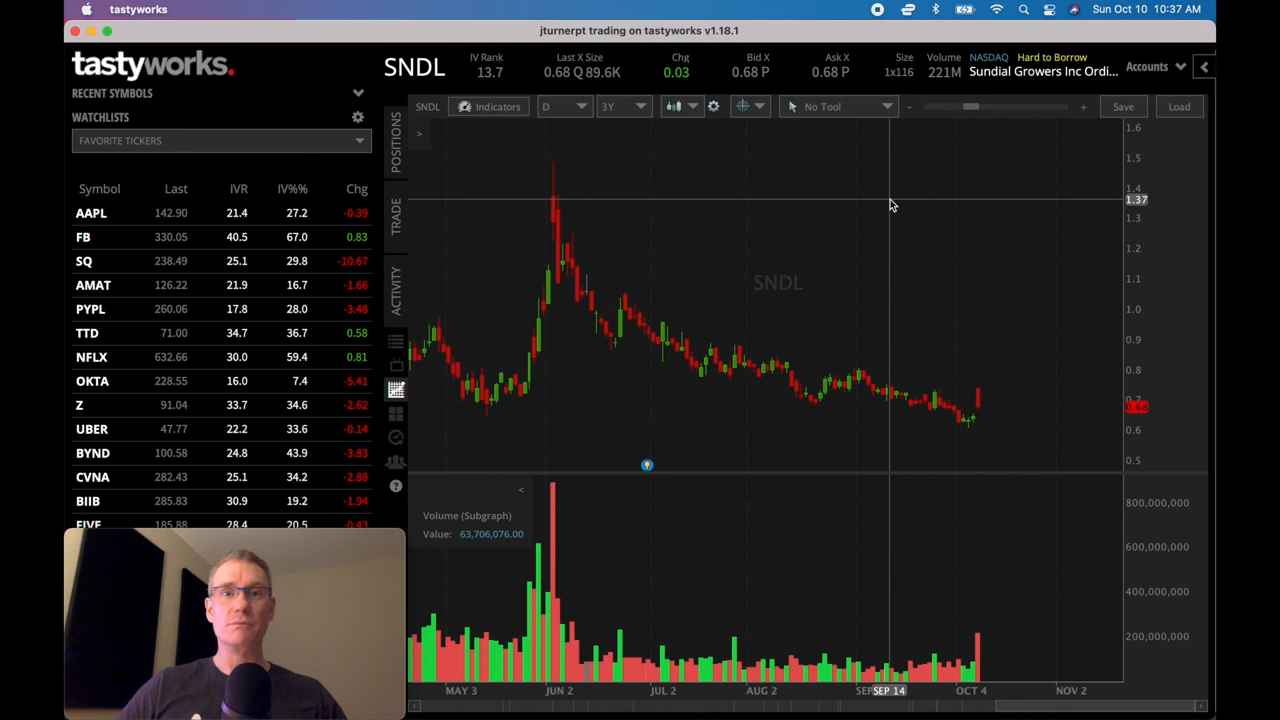 tastyworks
Sun Oct 10 10:37 AM
jturnerpt trading on tastyworks v1.18.1
tastyworks.
RECENT SYMBOLS
WATCHLISTS
FAVORITE TICKERS
Symbol Last IVR IV%% Chg
AAPL 142.90 21.4 27.2 -0.39
FB 330.05 40.5 67.0 0.83
SQ 238.49 25.1 29.8 -10.67
AMAT 126.22 21.9 16.7 -1.66
PYPL 260.06 17.8 28.0 -3.48
TTD 71.00 34.7 36.7 0.58
NFLX 632.66 30.0 59.4 0.81
OKTA 228.55 16.0 7.4 -5.41
Z 91.04 33.7 34.6 -2.62
UBER 47.77 22.2 33.6 -0.14
BYND 100.58 24.8 43.9 -3.83
CVNA 282.43 25.1 34.2 -2.88
BIIB 285.83 30.9 19.2 -1.94
FIVE 185.88 28.4 20.5 -0.43
POSITIONS
TRADE
ACTIVITY
SNDL
IV Rank Last X Size Chg Bid X Ask X Size Volume NASDAQ Hard to Borrow
13.7 0.68 Q 89.6K 0.03 0.68 P 0.68 P 1x116 221M Sundial Growers Inc Ordi...
Accounts
SNDL Indicators D 3Y No Tool − + Save Load
>
1.6
1.5
1.4
1.37
1.3
1.2
1.1
1.0
0.9
0.8
0.7
0.68
0.6
0.5
SNDL
<
Volume (Subgraph)
Value: 63,706,076.00
800,000,000
600,000,000
400,000,000
200,000,000
MAY 3 JUN 2 JUL 2 AUG 2 SEP SEP 14 OCT 4 NOV 2